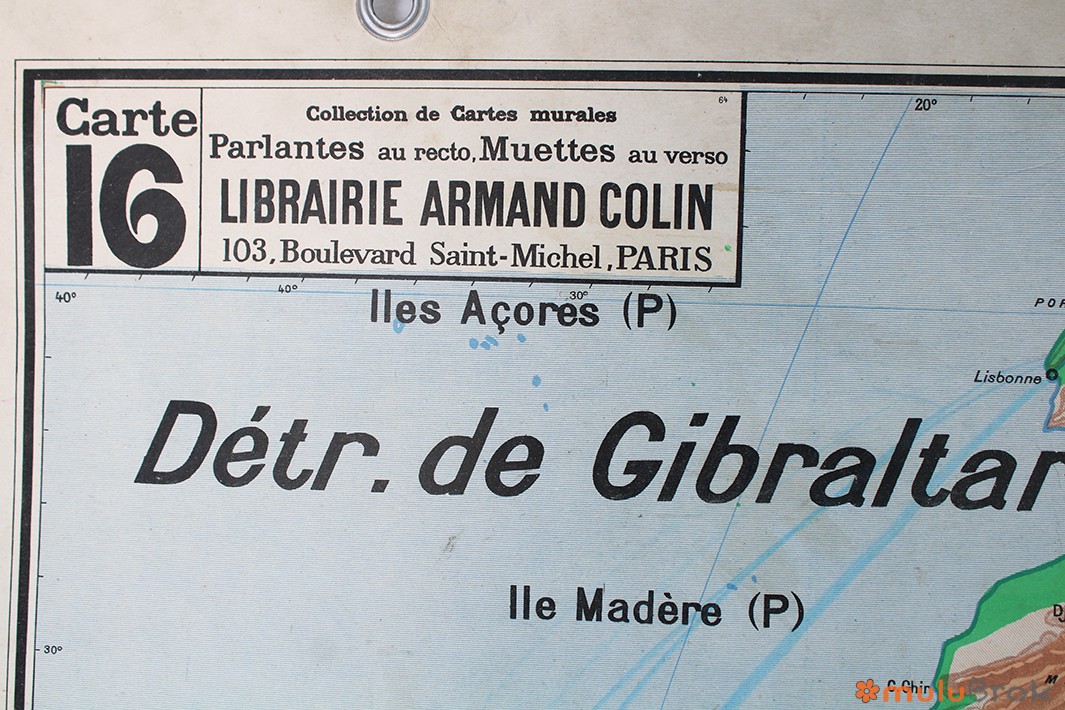 Carte
16
64
Collection de Cartes murales
Parlantes au recto, Muettes au verso
LIBRAIRIE ARMAND COLIN
103, Boulevard Saint-Michel, PARIS
20°
40°
40°
30°
Iles Açores (P)
Lisbonne
Détr. de Gibraltar
Ile Madère (P)
30°